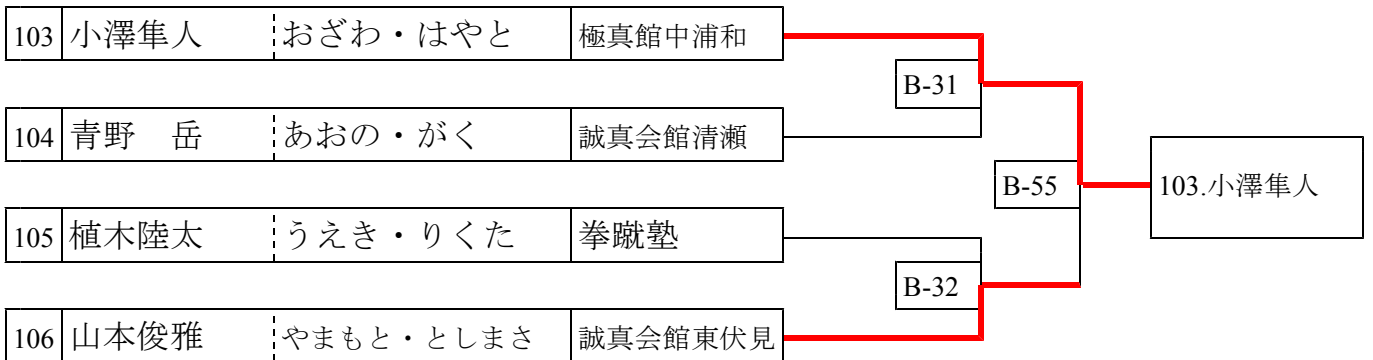 103 小澤隼人 おざわ・はやと 極真館中浦和
B-31
104 青野 岳 あおの・がく 誠真会館清瀬
B-55 103.小澤隼人
105 植木陸太 うえき・りくた 拳蹴塾
B-32
106 山本俊雅 やまもと・としまさ 誠真会館東伏見